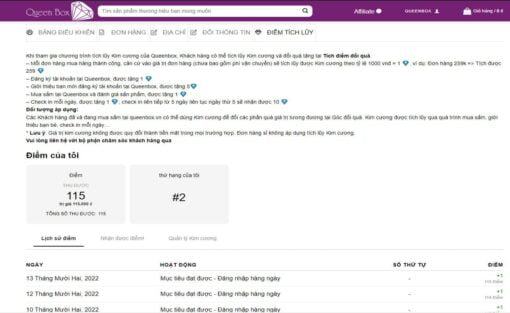 Queen Box
Tìm sản phẩm thương hiệu bạn mong muốn
Affiliate
QUEENBOX
Giỏ hàng / 0 đ
BẢNG ĐIỀU KHIỂN
ĐƠN HÀNG
ĐỊA CHỈ
ĐỔI THÔNG TIN
ĐIỂM TÍCH LŨY
Khi tham gia chương trình tích lũy Kim cương của Queenbox. Khách hàng có thể tích lũy Kim cương và đổi quà tặng tại Tích điểm đổi quà
– Mỗi đơn hàng mua hàng thành công, căn cứ vào giá trị đơn hàng (chưa bao gồm phí vận chuyển) sẽ tích lũy được Kim cương theo tỷ lệ 1000 vnđ = 1 💎, ví dụ: Đơn hàng 239k => Tích được
239 💎
– Đăng ký tài khoản tại Queenbox, được tặng 1 💎
– Giới thiệu bạn mới đăng ký tài khoản tại Queenbox, được tặng 5💎
– Mua sắm tại Queenbox và đánh giá sản phẩm, được tặng 1 💎
– Check in mỗi ngày, được tặng 1 💎, check in liên tiếp từ 5 ngày liên tục ngày thứ 5 sẽ nhận được 10 💎
Đối tượng áp dụng:
Các Khách hàng đã và đang mua sắm tại queenbox.vn có thể dùng Kim cương để đổi các phần quà giá trị tương đương tại Góc đổi quà. Kim cương được tích lũy qua quá trình mua sắm, giới
thiệu bạn bè, check in mỗi ngày…
* Lưu ý: Giá trị kim cương không được quy đổi thành tiền mặt trong mọi trường hợp. Đơn hàng sỉ không áp dụng tích lũy Kim cương.
Vui lòng liên hệ với bộ phận chăm sóc khách hàng qua
Điểm của tôi
Điểm
THU ĐƯỢC
115
trị giá 115,000 đ
TỔNG SỐ THU ĐƯỢC: 115
thứ hạng của tôi
#2
Lịch sử điểm
Nhận được điểm!
Quản lý Kim cương
NGÀY
HOẠT ĐỘNG
SỐ THỨ TỰ
ĐIỂM
13 Tháng Mười Hai, 2022
Mục tiêu đạt được - Đăng nhập hàng ngày
-
+1
12 Tháng Mười Hai, 2022
Mục tiêu đạt được - Đăng nhập hàng ngày
-
+1
10 Tháng Mười Hai, 2022
Mục tiêu đạt được - Đăng nhập hàng ngày
-
+1